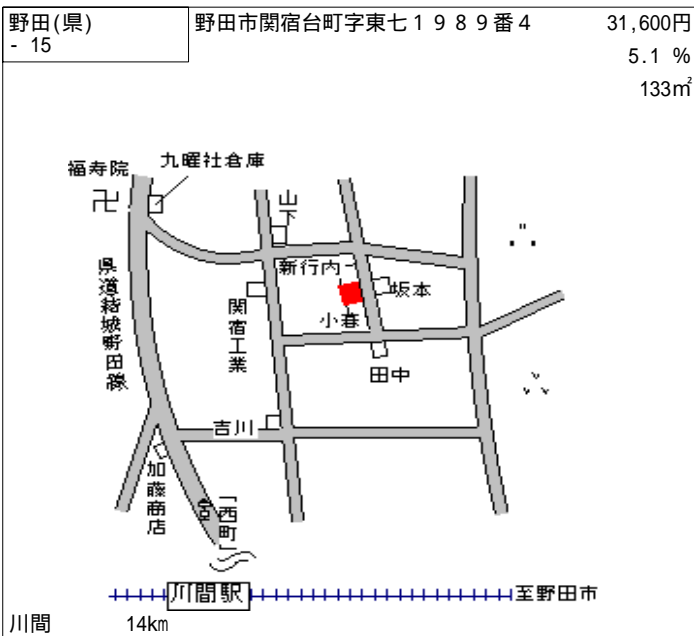 野田(県)
- 15
野田市関宿台町字東七1989番4
31,600円
5.1 %
133㎡
福寿院
九曜社倉庫
山下
新行内
坂本
小暮
関宿工業
県道結城野田線
田中
吉川
加藤商店
「西町」
川間駅
至野田市
川間
14km